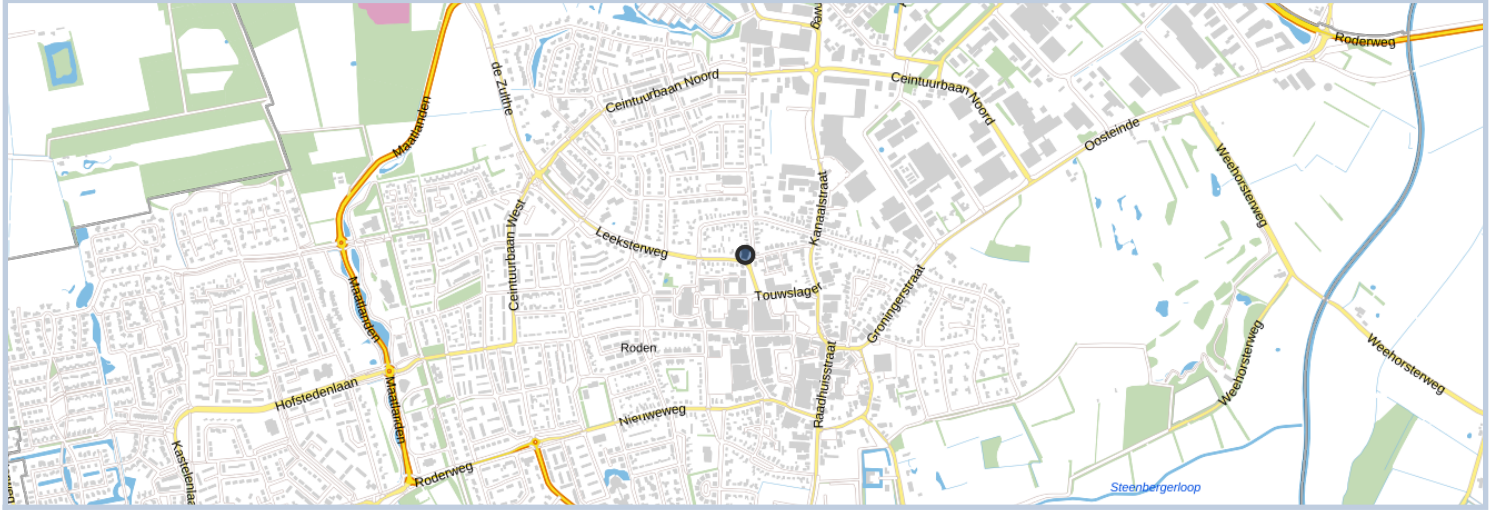 Roderweg
de Zulthe
Ceintuurbaan Noord
Ceintuurbaan Noord
Maatlanden
Oosteinde
Weehorsterweg
Kanaalstraat
Ceintuurbaan West
Leeksterweg
Maatlanden
Touwslager
Groningerstraat
Roden
Weehorsterweg
Weehorsterweg
Raadhuisstraat
Hofstedenlaan
Maatlanden
Nieuweweg
Roderweg
Steenbergerloop